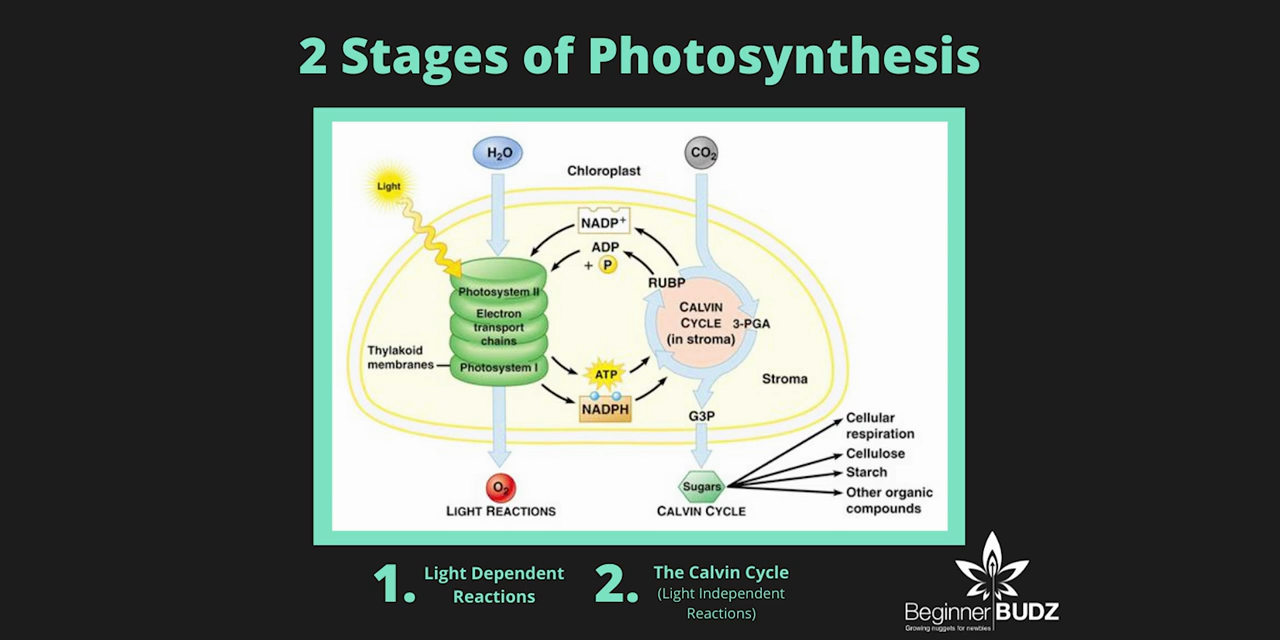 2 Stages of Photosynthesis
H₂O
CO₂
Light
Chloroplast
NADP⁺
ADP
+ P
RUBP
Photosystem II
Electron
transport
chains
Photosystem I
CALVIN
CYCLE
(in stroma)
3-PGA
Thylakoid
membranes
ATP
NADPH
Stroma
G3P
Cellular
respiration
Cellulose
Starch
Other organic
compounds
O₂
Sugars
LIGHT REACTIONS
CALVIN CYCLE
1.
Light Dependent
Reactions
2.
The Calvin Cycle
(Light Independent
Reactions)
Beginner BUDZ
Growing nuggets for newbies